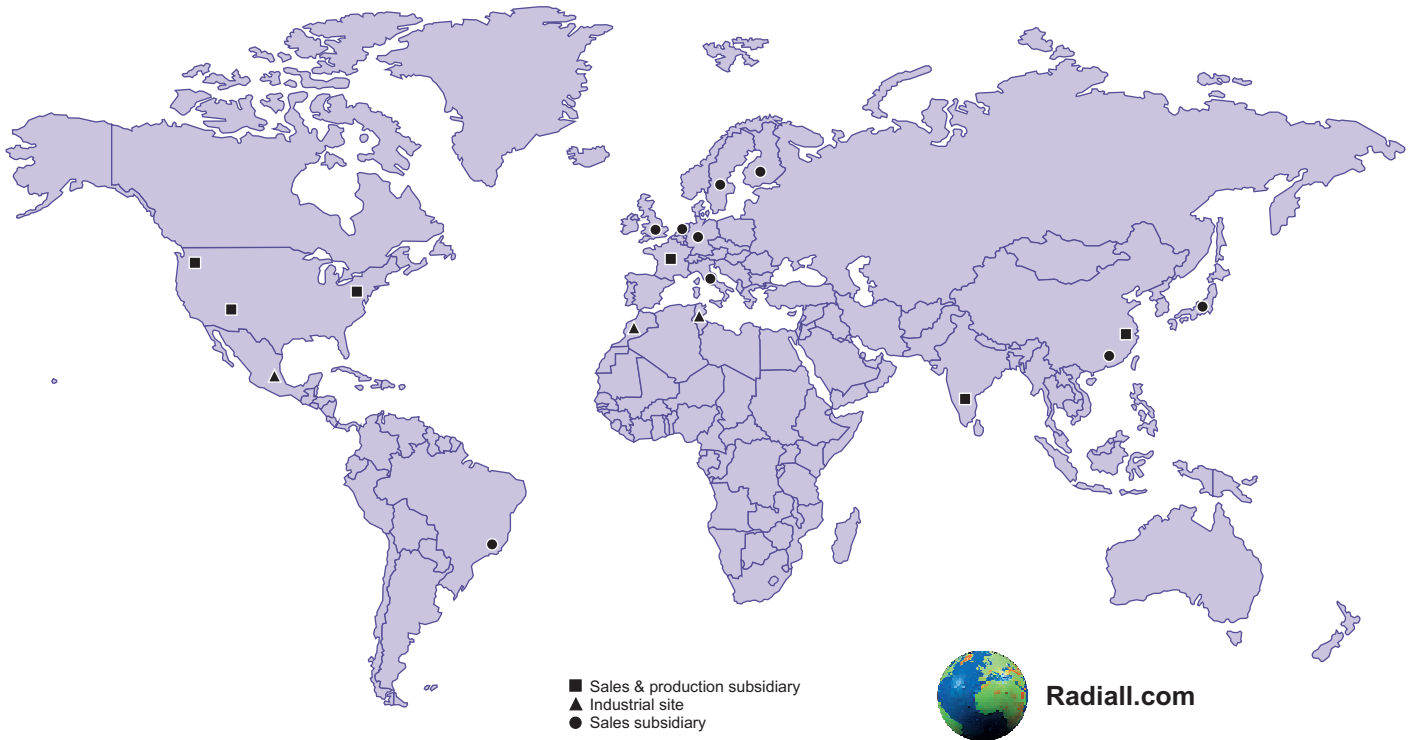 Sales & production subsidiary
Industrial site
Sales subsidiary
Radiall.com